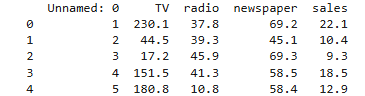 Unnamed: 0 TV radio newspaper sales
0 1 230.1 37.8 69.2 22.1
1 2 44.5 39.3 45.1 10.4
2 3 17.2 45.9 69.3 9.3
3 4 151.5 41.3 58.5 18.5
4 5 180.8 10.8 58.4 12.9